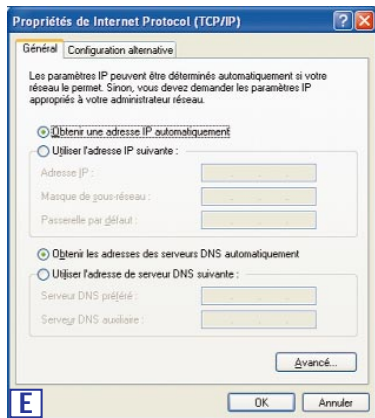 Propriétés de Internet Protocol (TCP/IP)
Général Configuration alternative
Les paramètres IP peuvent être déterminés automatiquement si votre
réseau le permet. Sinon, vous devez demander les paramètres IP
appropriés à votre administrateur réseau.
Obtenir une adresse IP automatiquement
Utiliser l'adresse IP suivante :
Adresse IP :
Masque de sous-réseau :
Passerelle par défaut :
Obtenir les adresses des serveurs DNS automatiquement
Utiliser l'adresse de serveur DNS suivante :
Serveur DNS préféré :
Serveur DNS auxiliaire :
Avancé...
E OK Annuler